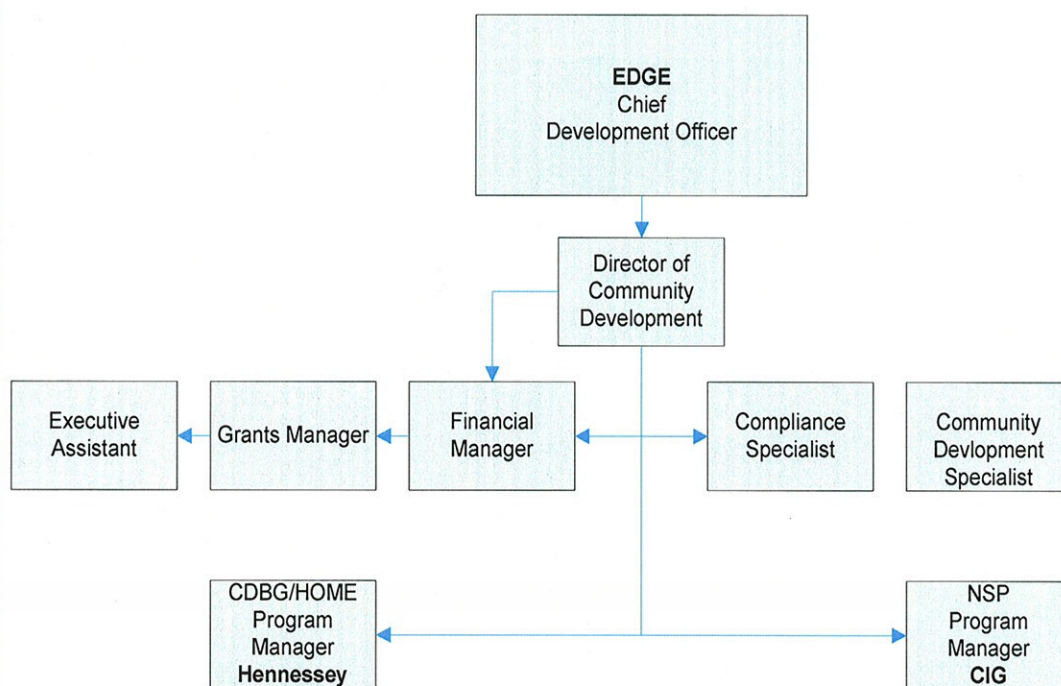 EDGE
Chief
Development Officer
Director of
Community
Development
Executive
Assistant
Grants Manager
Financial
Manager
Compliance
Specialist
Community
Devlopment
Specialist
CDBG/HOME
Program
Manager
Hennessey
NSP
Program
Manager
CIG